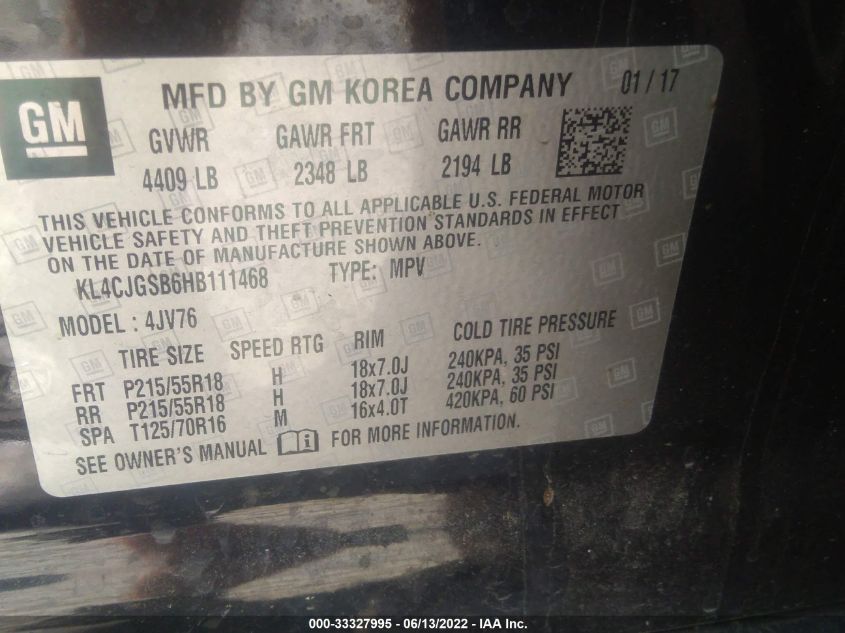 GM
MFD BY GM KOREA COMPANY 01 / 17
GVWR GAWR FRT GAWR RR
4409 LB 2348 LB 2194 LB
THIS VEHICLE CONFORMS TO ALL APPLICABLE U.S. FEDERAL MOTOR
VEHICLE SAFETY AND THEFT PREVENTION STANDARDS IN EFFECT
ON THE DATE OF MANUFACTURE SHOWN ABOVE.
KL4CJGSB6HB111468 TYPE: MPV
MODEL : 4JV76
TIRE SIZE SPEED RTG RIM COLD TIRE PRESSURE
FRT P215/55R18 H 18x7.0J 240KPA, 35 PSI
RR P215/55R18 H 18x7.0J 240KPA, 35 PSI
SPA T125/70R16 M 16x4.0T 420KPA, 60 PSI
SEE OWNER'S MANUAL i FOR MORE INFORMATION.
000-33327995 - 06/13/2022 - IAA Inc.